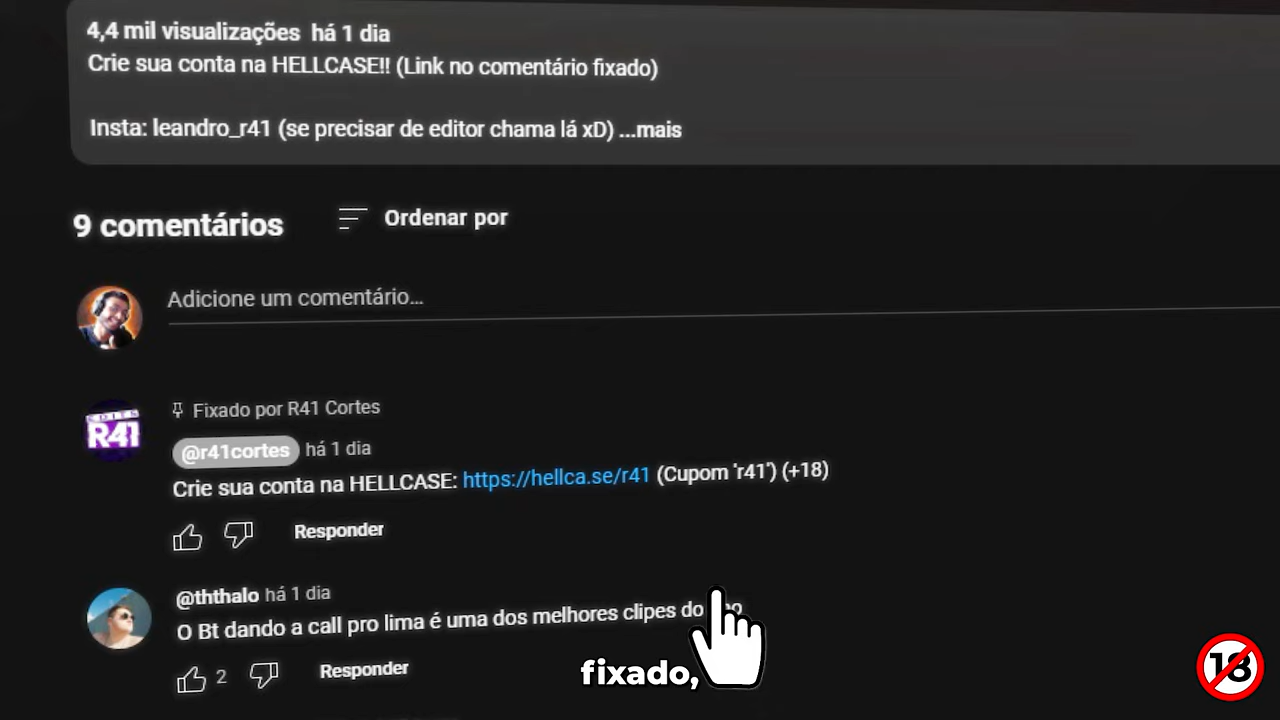 4,4 mil visualizações há 1 dia
Crie sua conta na HELLCASE!! (Link no comentário fixado)
Insta: leandro_r41 (se precisar de editor chama lá xD) ...mais
9 comentários
Ordenar por
Adicione um comentário...
EDITS
R41
Fixado por R41 Cortes
@r41cortes há 1 dia
Crie sua conta na HELLCASE: https://hellca.se/r41 (Cupom 'r41') (+18)
Responder
@ththalo há 1 dia
O Bt dando a call pro lima é uma dos melhores clipes do
2
Responder
fixado,
18